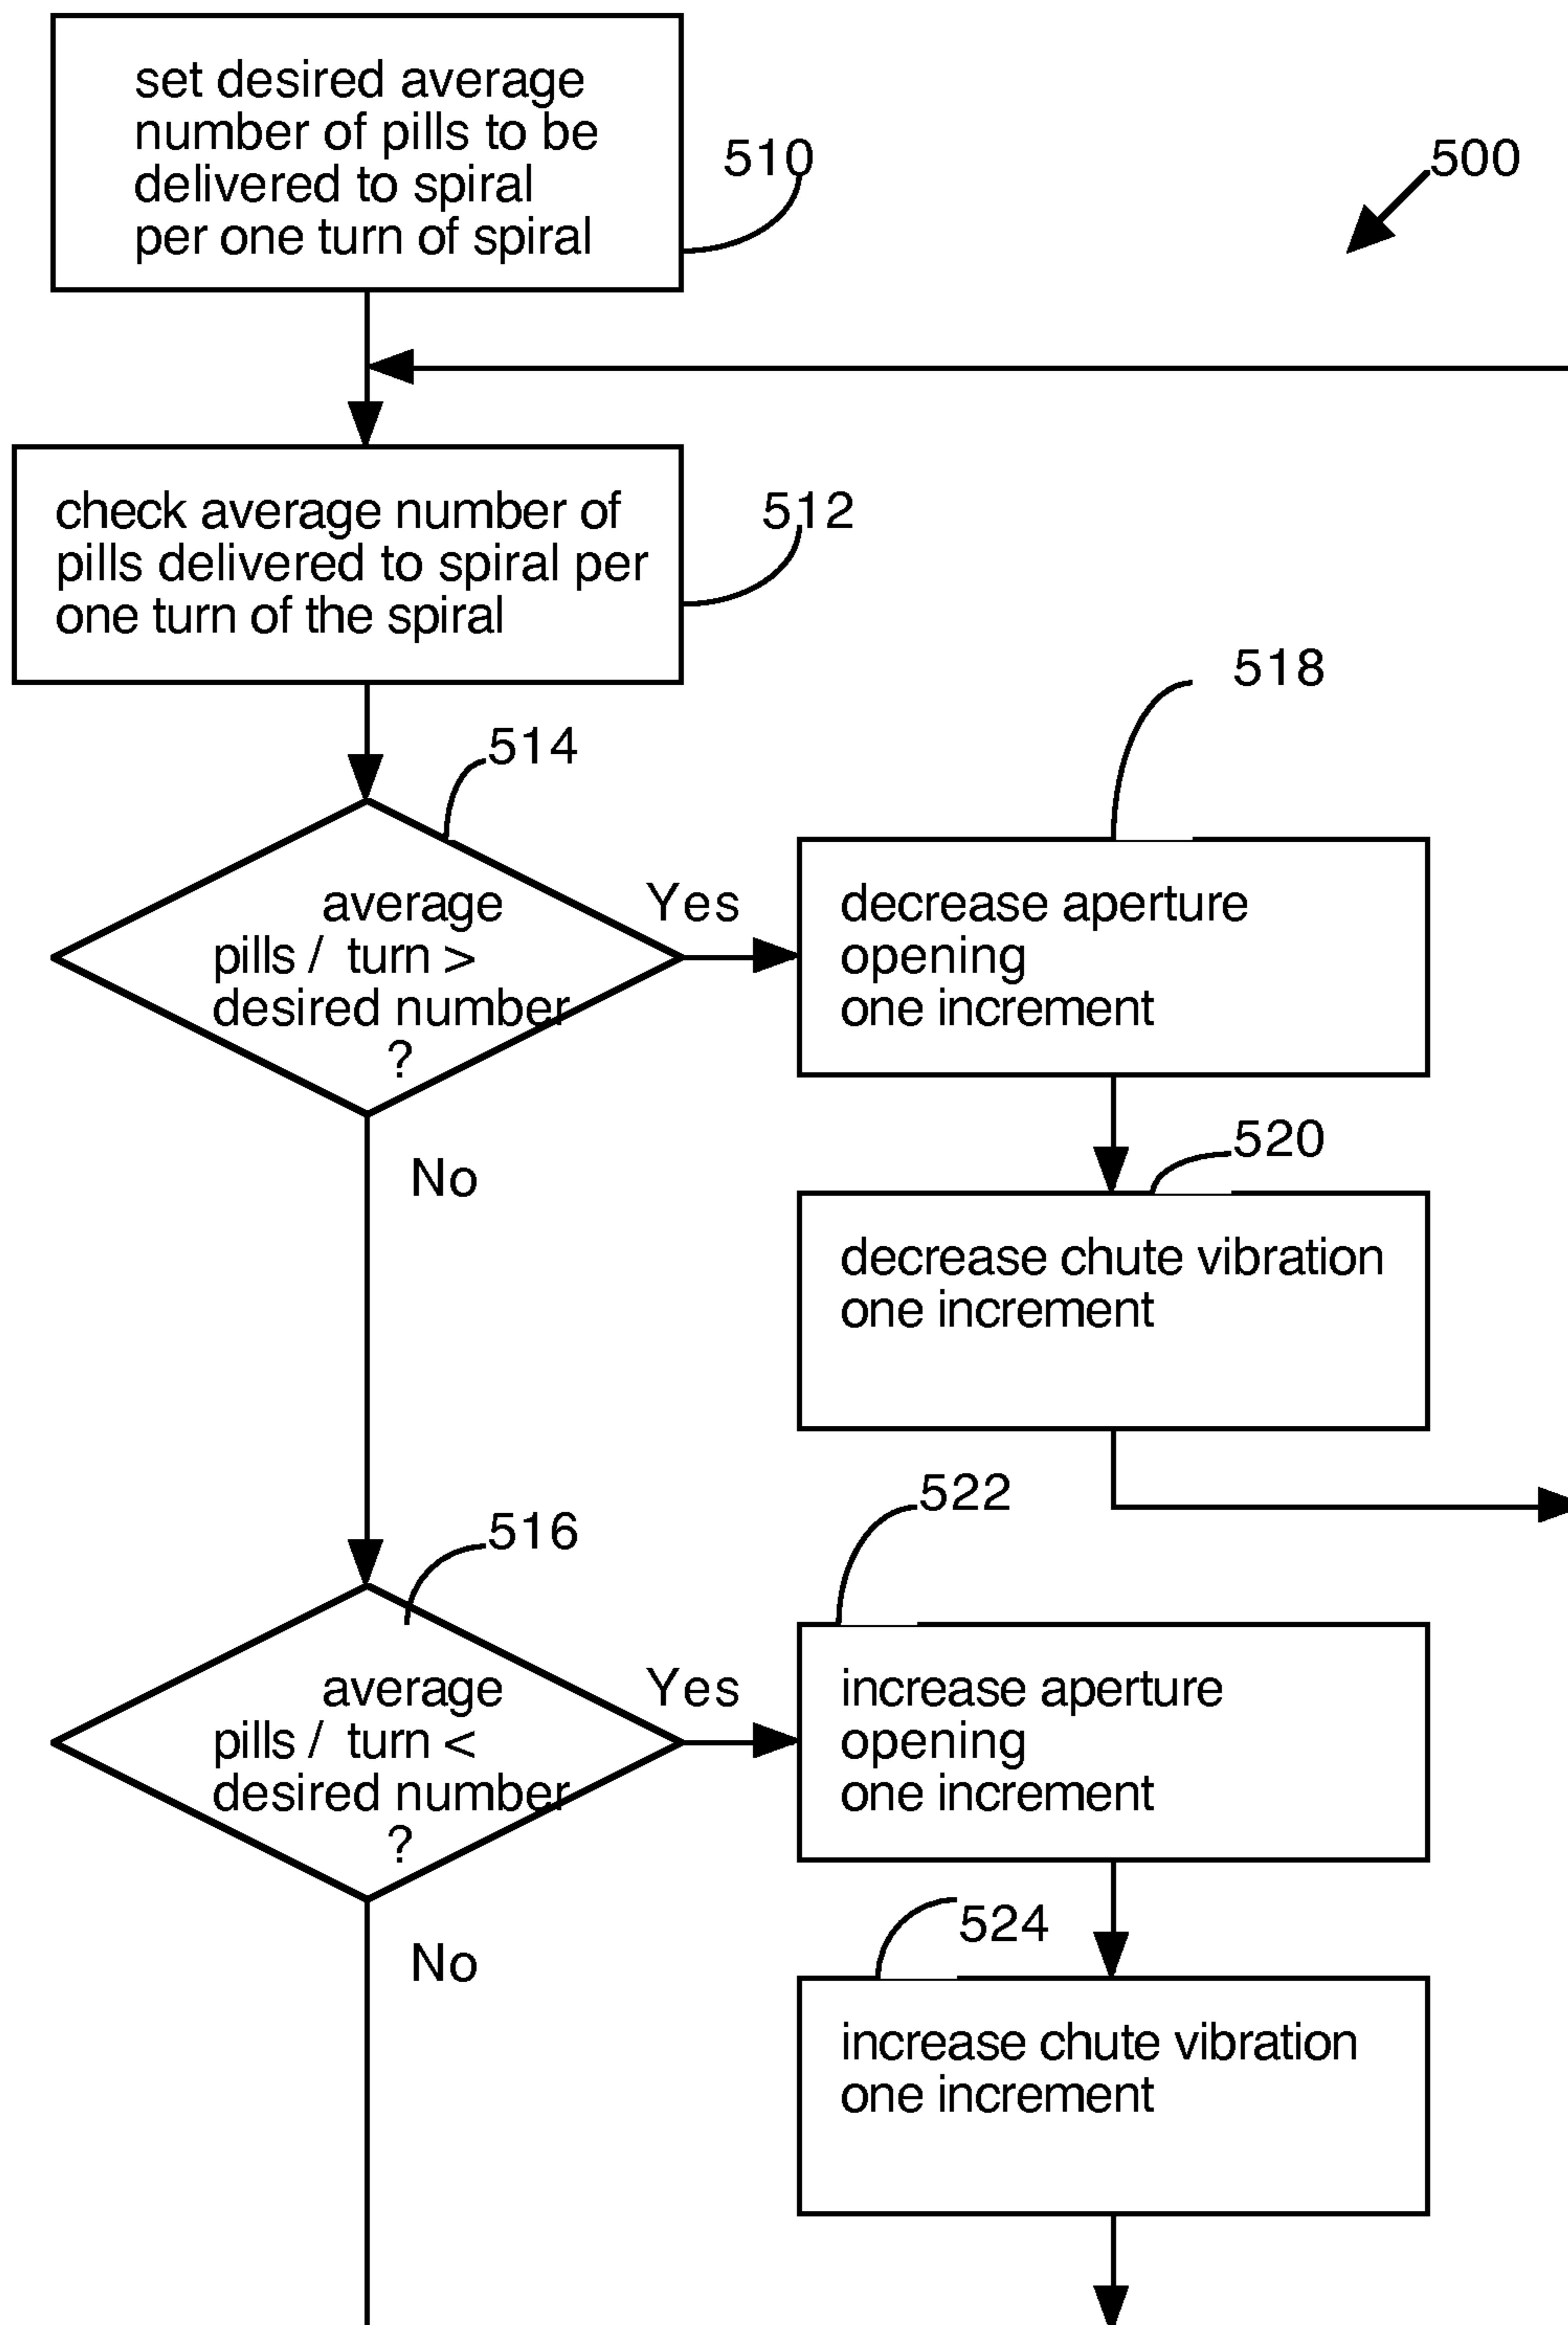 set desired average
number of pills to be
delivered to spiral
per one turn of spiral
510
500
check average number of
pills delivered to spiral per
one turn of the spiral
512
518
514
average
pills / turn >
desired number
?
Yes
decrease aperture
opening
one increment
No
520
decrease chute vibration
one increment
522
516
average
pills / turn <
desired number
?
Yes
increase aperture
opening
one increment
No
524
increase chute vibration
one increment